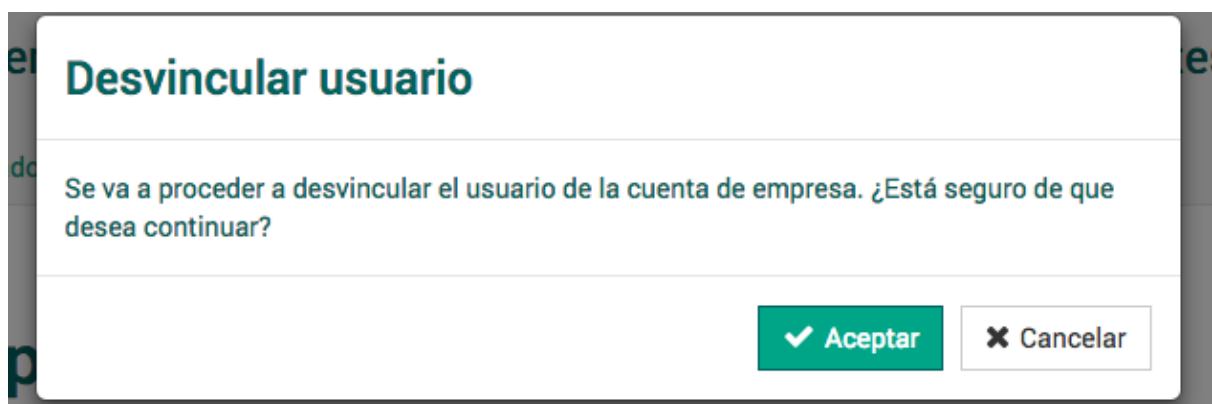 Desvincular usuario
Se va a proceder a desvincular el usuario de la cuenta de empresa. ¿Está seguro de que
desea continuar?
Aceptar
Cancelar